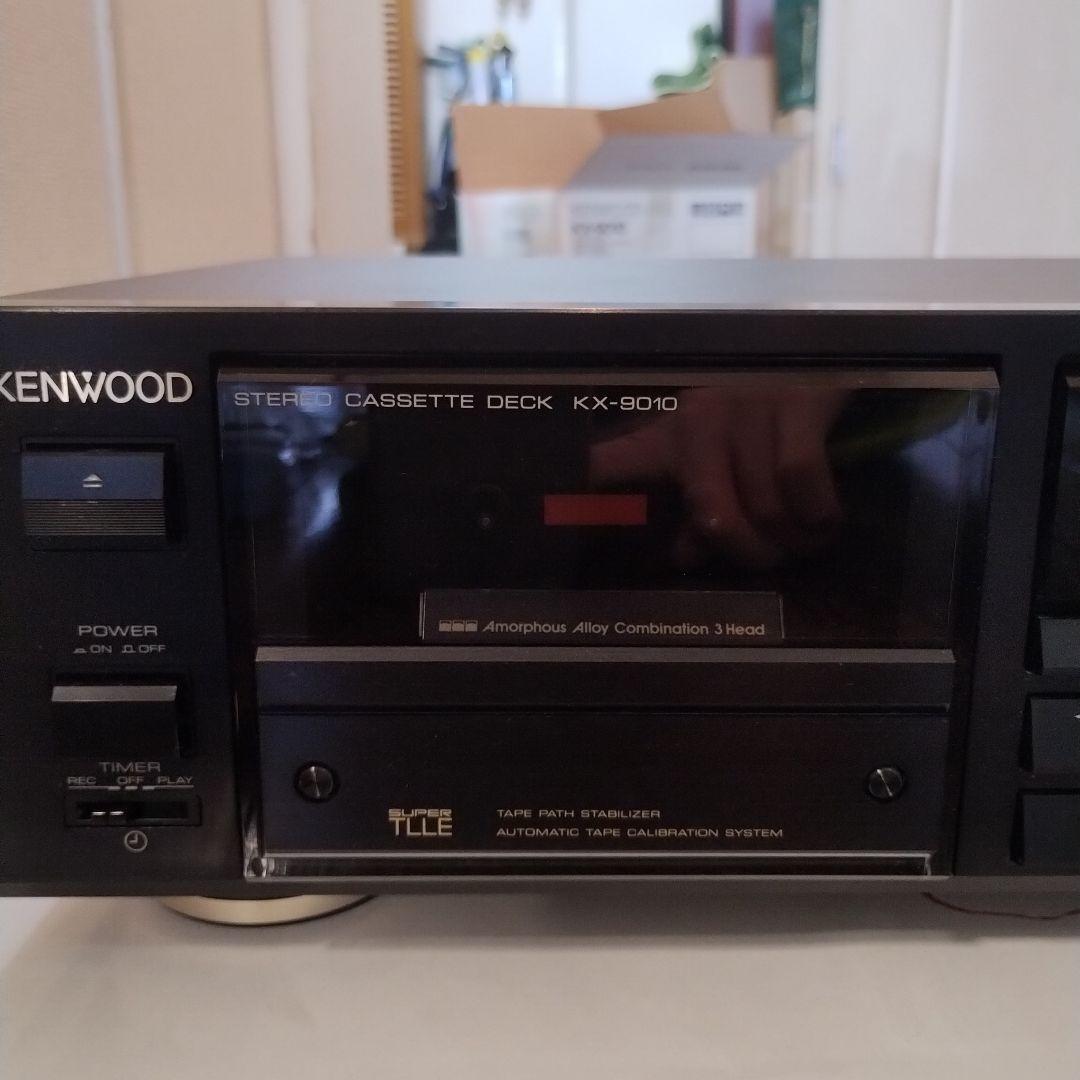 KENWOOD
STEREO CASSETTE DECK KX-9010
Amorphous Alloy Combination 3 Head
POWER
ON OFF
TIMER
REC OFF PLAY
SUPER
TLLE
TAPE PATH STABILIZER
AUTOMATIC TAPE CALIBRATION SYSTEM